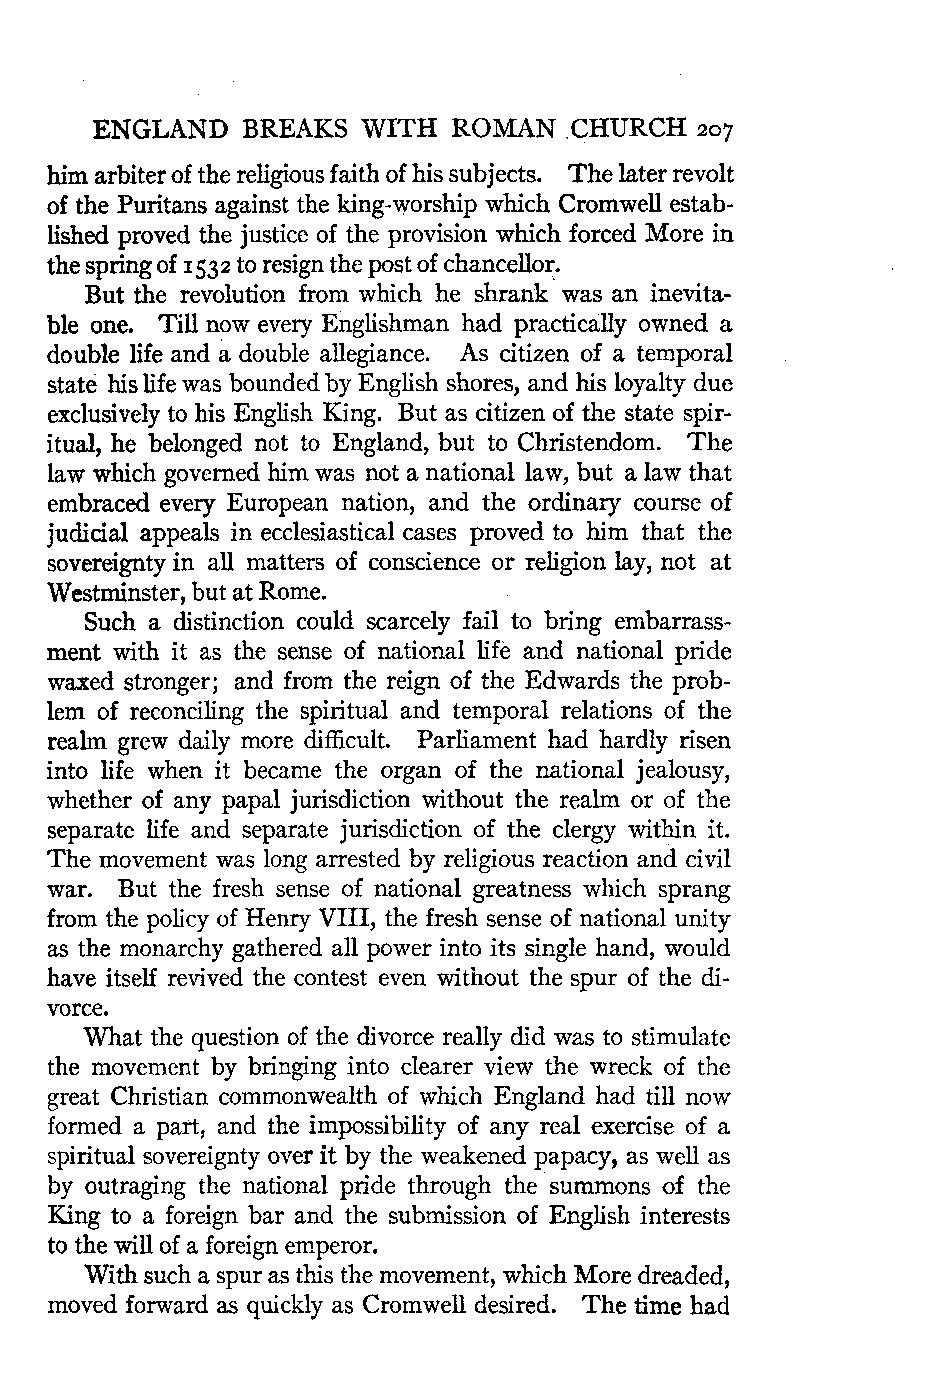 ENGLAND BREAKS WITH ROMAN CHURCH 207
him arbiter of the religious faith of his subjects. The later revolt
of the Puritans against the king-worship which Cromwell estab-
lished proved the justice of the provision which forced More in
the spring of 1532 to resign the post of chancellor.
But the revolution from which he shrank was an inevita-
ble one. Till now every Englishman had practically owned a
double life and a double allegiance. As citizen of a temporal
state his life was bounded by English shores, and his loyalty due
exclusively to his English King. But as citizen of the state spir-
itual, he belonged not to England, but to Christendom. The
law which governed him was not a national law, but a law that
embraced every European nation, and the ordinary course of
judicial appeals in ecclesiastical cases proved to him that the
sovereignty in all matters of conscience or religion lay, not at
Westminster, but at Rome.
Such a distinction could scarcely fail to bring embarrass-
ment with it as the sense of national life and national pride
waxed stronger; and from the reign of the Edwards the prob-
lem of reconciling the spiritual and temporal relations of the
realm grew daily more difficult. Parliament had hardly risen
into life when it became the organ of the national jealousy,
whether of any papal jurisdiction without the realm or of the
separate life and separate jurisdiction of the clergy within it.
The movement was long arrested by religious reaction and civil
war. But the fresh sense of national greatness which sprang
from the policy of Henry VIII, the fresh sense of national unity
as the monarchy gathered all power into its single hand, would
have itself revived the contest even without the spur of the di-
vorce.
What the question of the divorce really did was to stimulate
the movement by bringing into clearer view the wreck of the
great Christian commonwealth of which England had till now
formed a part, and the impossibility of any real exercise of a
spiritual sovereignty over it by the weakened papacy, as well as
by outraging the national pride through the summons of the
King to a foreign bar and the submission of English interests
to the will of a foreign emperor.
With such a spur as this the movement, which More dreaded,
moved forward as quickly as Cromwell desired. The time had